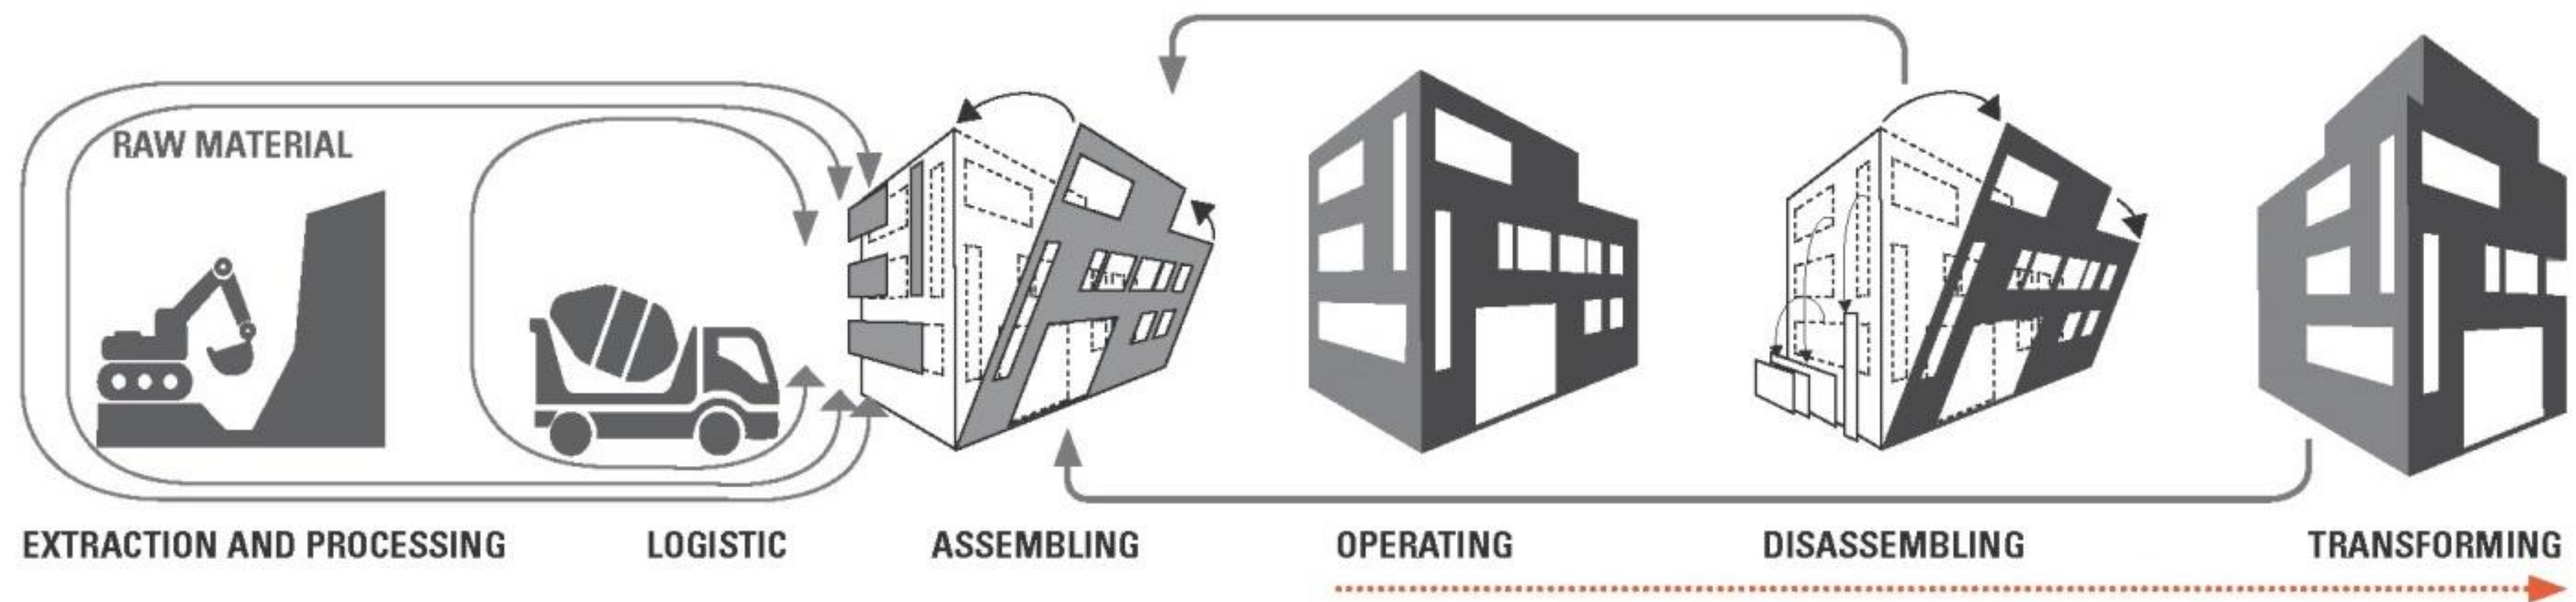 RAW MATERIAL
EXTRACTION AND PROCESSING
LOGISTIC
ASSEMBLING
OPERATING
DISASSEMBLING
TRANSFORMING